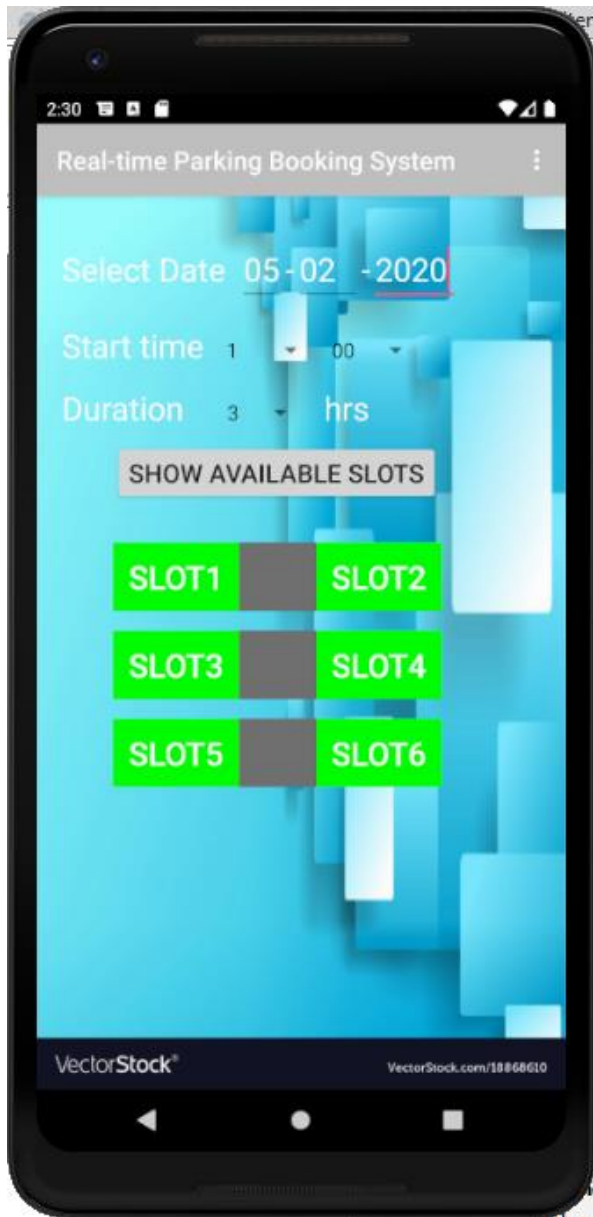 2:30
Real-time Parking Booking System
Select Date 05-02 -2020
Start time 1 00
Duration 3 hrs
SHOW AVAILABLE SLOTS
SLOT1 SLOT2
SLOT3 SLOT4
SLOT5 SLOT6
VectorStock® VectorStock.com/18868610